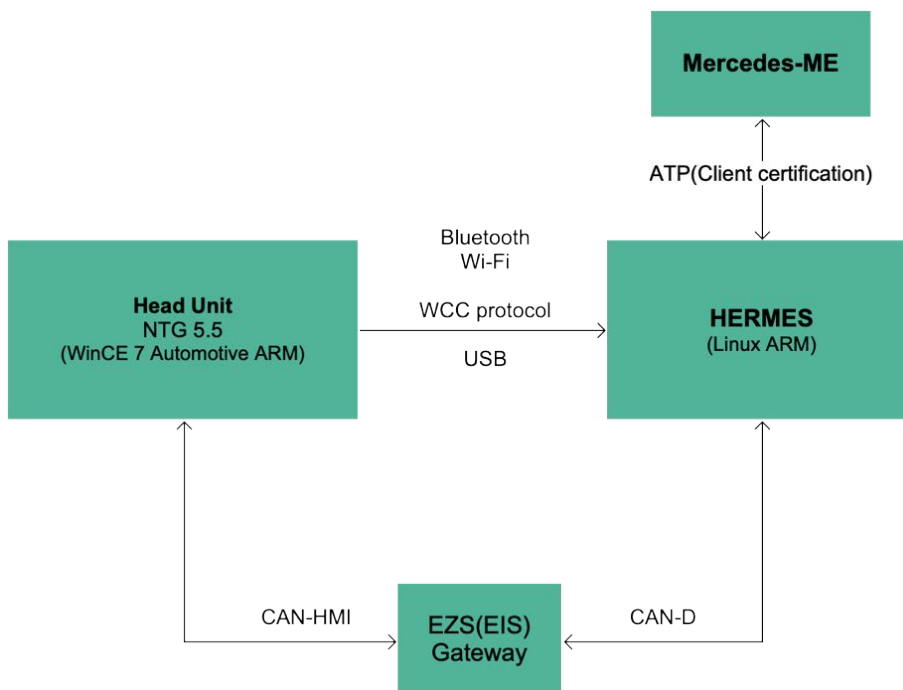 Mercedes-ME
ATP(Client certification)
Bluetooth
Wi-Fi
Head Unit
NTG 5.5
(WinCE 7 Automotive ARM)
WCC protocol
USB
HERMES
(Linux ARM)
CAN-HMI
EZS(EIS)
Gateway
CAN-D